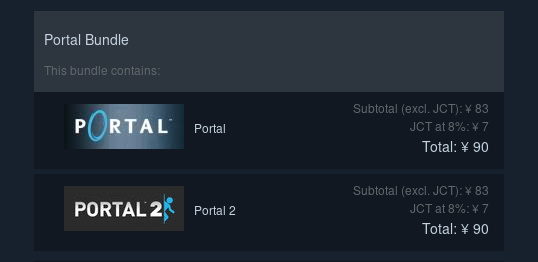 Portal Bundle
This bundle contains:
PORTAL™
Portal
Subtotal (excl. JCT): ¥ 83
JCT at 8%: ¥ 7
Total: ¥ 90
PORTAL 2
Portal 2
Subtotal (excl. JCT): ¥ 83
JCT at 8%: ¥ 7
Total: ¥ 90